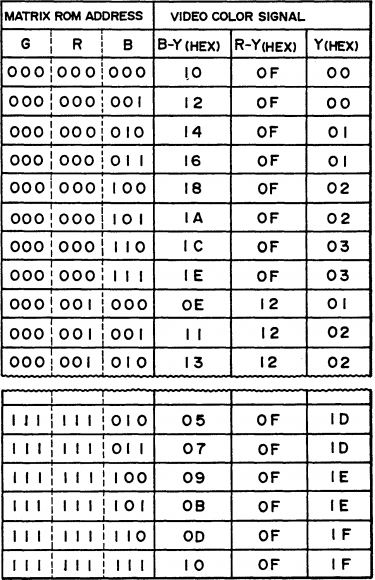 MATRIX ROM ADDRESS VIDEO COLOR SIGNAL
G R B B-Y(HEX) R-Y(HEX) Y(HEX)
000 000 000 10 0F 00
000 000 001 12 0F 00
000 000 010 14 0F 01
000 000 011 16 0F 01
000 000 100 18 0F 02
000 000 101 1A 0F 02
000 000 110 1C 0F 03
000 000 111 1E 0F 03
000 001 000 0E 12 01
000 001 001 11 12 02
000 001 010 13 12 02
111 111 010 05 0F 1D
111 111 011 07 0F 1D
111 111 100 09 0F 1E
111 111 101 0B 0F 1E
111 111 110 0D 0F 1F
111 111 111 10 0F 1F